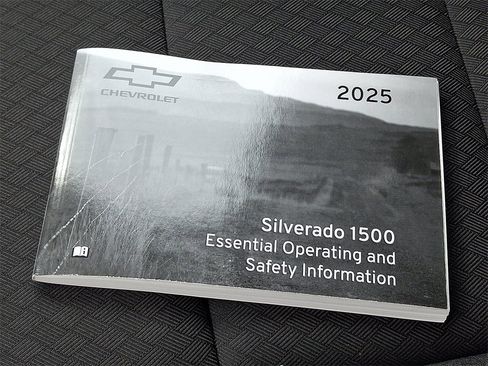 CHEVROLET
2025
Silverado 1500
Essential Operating and
Safety Information